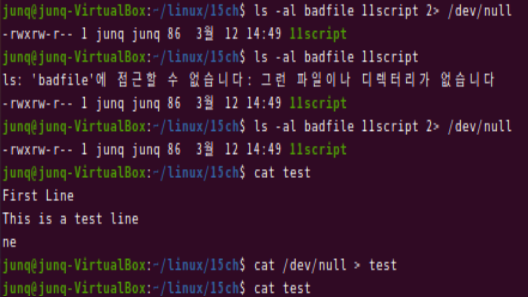 junq@junq-VirtualBox:~/linux/15ch$ ls -al badfile 11script 2> /dev/null
-rwxrw-r-- 1 junq junq 86  3월 12 14:49 11script
junq@junq-VirtualBox:~/linux/15ch$ ls -al badfile 11script
ls: 'badfile'에 접근할 수 없습니다: 그런 파일이나 디렉터리가 없습니다
-rwxrw-r-- 1 junq junq 86  3월 12 14:49 11script
junq@junq-VirtualBox:~/linux/15ch$ ls -al badfile 11script 2> /dev/null
-rwxrw-r-- 1 junq junq 86  3월 12 14:49 11script
junq@junq-VirtualBox:~/linux/15ch$ cat test
First Line
This is a test line
ne
junq@junq-VirtualBox:~/linux/15ch$ cat /dev/null > test
junq@junq-VirtualBox:~/linux/15ch$ cat test